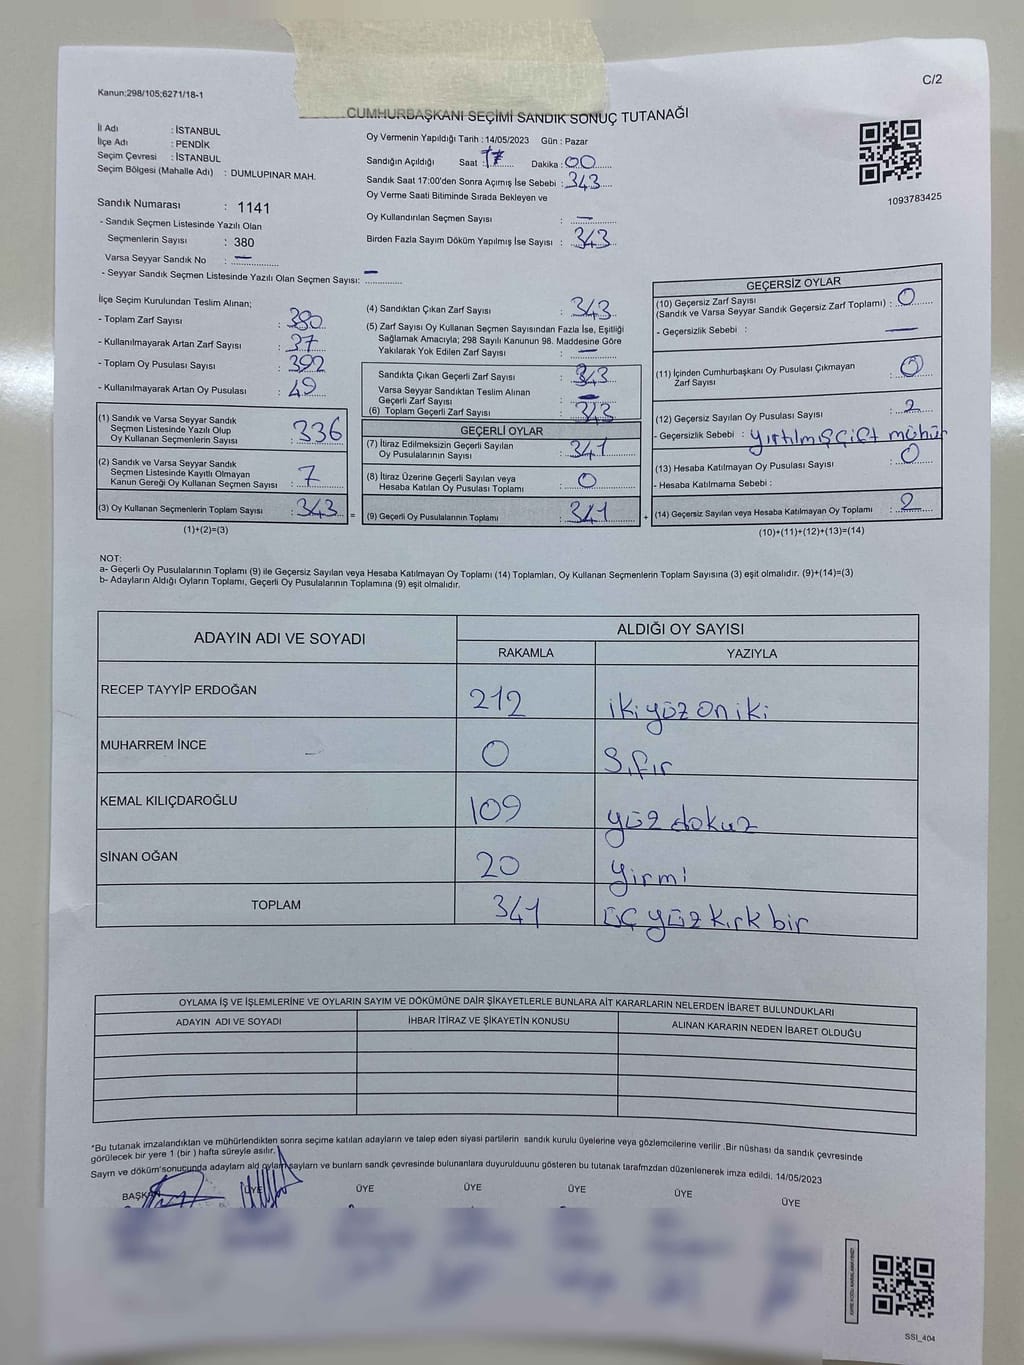 C/2
Kanun:298/105;6271/18-1
CUMHURBAŞKANI SEÇİMİ SANDIK SONUÇ TUTANAĞI
İl Adı : İSTANBUL
İlçe Adı : PENDİK
Seçim Çevresi : İSTANBUL
Seçim Bölgesi (Mahalle Adı) : DUMLUPINAR MAH.
Sandık Numarası : 1141
- Sandık Seçmen Listesinde Yazılı Olan
Seçmenlerin Sayısı : 380
Varsa Seyyar Sandık No : —
- Seyyar Sandık Seçmen Listesinde Yazılı Olan Seçmen Sayısı: —
Oy Vermenin Yapıldığı Tarih : 14/05/2023 Gün : Pazar
Sandığın Açıldığı Saat : 17 Dakika : 00
Sandık Saat 17:00'den Sonra Açımış İse Sebebi : 343
Oy Verme Saati Bitiminde Sırada Bekleyen ve
Oy Kullandırılan Seçmen Sayısı : —
Birden Fazla Sayım Döküm Yapılmış İse Sayısı : 343
1093783425
İlçe Seçim Kurulundan Teslim Alınan;
- Toplam Zarf Sayısı : 380
- Kullanılmayarak Artan Zarf Sayısı : 37
- Toplam Oy Pusulası Sayısı : 392
- Kullanılmayarak Artan Oy Pusulası : 49
(1) Sandık ve Varsa Seyyar Sandık
Seçmen Listesinde Yazılı Olup
Oy Kullanan Seçmenlerin Sayısı : 336
(2) Sandık ve Varsa Seyyar Sandık
Seçmen Listesinde Kayıtlı Olmayan
Kanun Gereği Oy Kullanan Seçmen Sayısı : 7
(3) Oy Kullanan Seçmenlerin Toplam Sayısı : 343
(1)+(2)=(3)
=
(4) Sandıktan Çıkan Zarf Sayısı : 343
(5) Zarf Sayısı Oy Kullanan Seçmen Sayısından Fazla İse, Eşitliği
Sağlamak Amacıyla; 298 Sayılı Kanunun 98. Maddesine Göre
Yakılarak Yok Edilen Zarf Sayısı : —
Sandıkta Çıkan Geçerli Zarf Sayısı : 343
Varsa Seyyar Sandıktan Teslim Alınan
Geçerli Zarf Sayısı : —
(6) Toplam Geçerli Zarf Sayısı : 343
GEÇERLİ OYLAR
(7) İtiraz Edilmeksizin Geçerli Sayılan
Oy Pusulalarının Sayısı : 341
(8) İtiraz Üzerine Geçerli Sayılan veya
Hesaba Katılan Oy Pusulası Toplamı : 0
(9) Geçerli Oy Pusulalarının Toplamı : 341
+
GEÇERSİZ OYLAR
(10) Geçersiz Zarf Sayısı
(Sandık ve Varsa Seyyar Sandık Geçersiz Zarf Toplamı) : 0
- Geçersizlik Sebebi : —
(11) İçinden Cumhurbaşkanı Oy Pusulası Çıkmayan
Zarf Sayısı : 0
(12) Geçersiz Sayılan Oy Pusulası Sayısı : 2
- Geçersizlik Sebebi : yırtılmış çift mühür
(13) Hesaba Katılmayan Oy Pusulası Sayısı : 0
- Hesaba Katılmama Sebebi :
(14) Geçersiz Sayılan veya Hesaba Katılmayan Oy Toplamı : 2
(10)+(11)+(12)+(13)=(14)
NOT:
a- Geçerli Oy Pusulalarının Toplamı (9) ile Geçersiz Sayılan veya Hesaba Katılmayan Oy Toplamı (14) Toplamları, Oy Kullanan Seçmenlerin Toplam Sayısına (3) eşit olmalıdır. (9)+(14)=(3)
b- Adayların Aldığı Oyların Toplamı, Geçerli Oy Pusulalarının Toplamına (9) eşit olmalıdır.
ADAYIN ADI VE SOYADI ALDIĞI OY SAYISI
RAKAMLA YAZIYLA
RECEP TAYYİP ERDOĞAN 212 iki yüz on iki
MUHARREM İNCE 0 Sıfır
KEMAL KILIÇDAROĞLU 109 yüz dokuz
SİNAN OĞAN 20 yirmi
TOPLAM 341 üç yüz kırk bir
OYLAMA İŞ VE İŞLEMLERİNE VE OYLARIN SAYIM VE DÖKÜMÜNE DAİR ŞİKAYETLERLE BUNLARA AİT KARARLARIN NELERDEN İBARET BULUNDUKLARI
ADAYIN ADI VE SOYADI İHBAR İTİRAZ VE ŞİKAYETİN KONUSU ALINAN KARARIN NEDEN İBARET OLDUĞU
*Bu tutanak imzalandıktan ve mühürlendikten sonra seçime katılan adayların ve talep eden siyasi partilerin sandık kurulu üyelerine veya gözlemcilerine verilir .Bir nüshası da sandık çevresinde
görülecek bir yere 1 (bir ) hafta süreyle asılır.
Sayım ve döküm sonucunda adayların ald oyların saylarn ve bunların sandk çevresinde bulunanlara duyurulduunu gösteren bu tutanak tarafmzdan düzenlenerek imza edildi. 14/05/2023
BAŞKAN ÜYE ÜYE ÜYE ÜYE ÜYE ÜYE
SSI_404